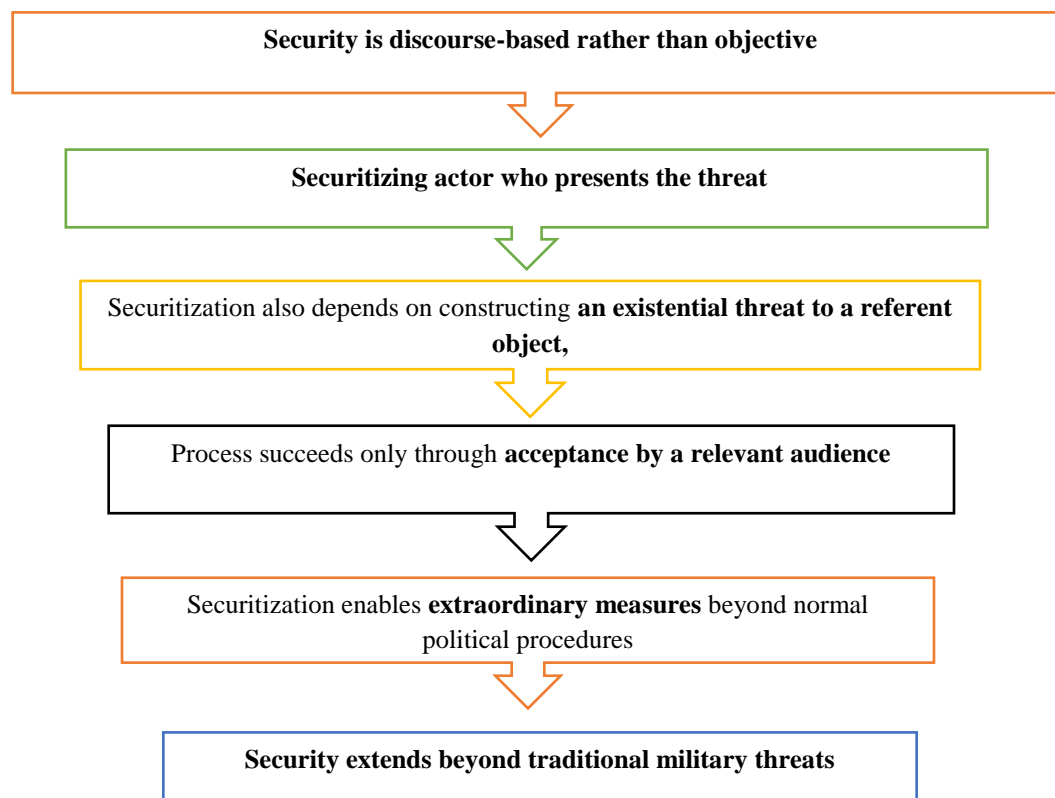 Security is discourse-based rather than objective
Securitizing actor who presents the threat
Securitization also depends on constructing an existential threat to a referent
object,
Process succeeds only through acceptance by a relevant audience
Securitization enables extraordinary measures beyond normal
political procedures
Security extends beyond traditional military threats